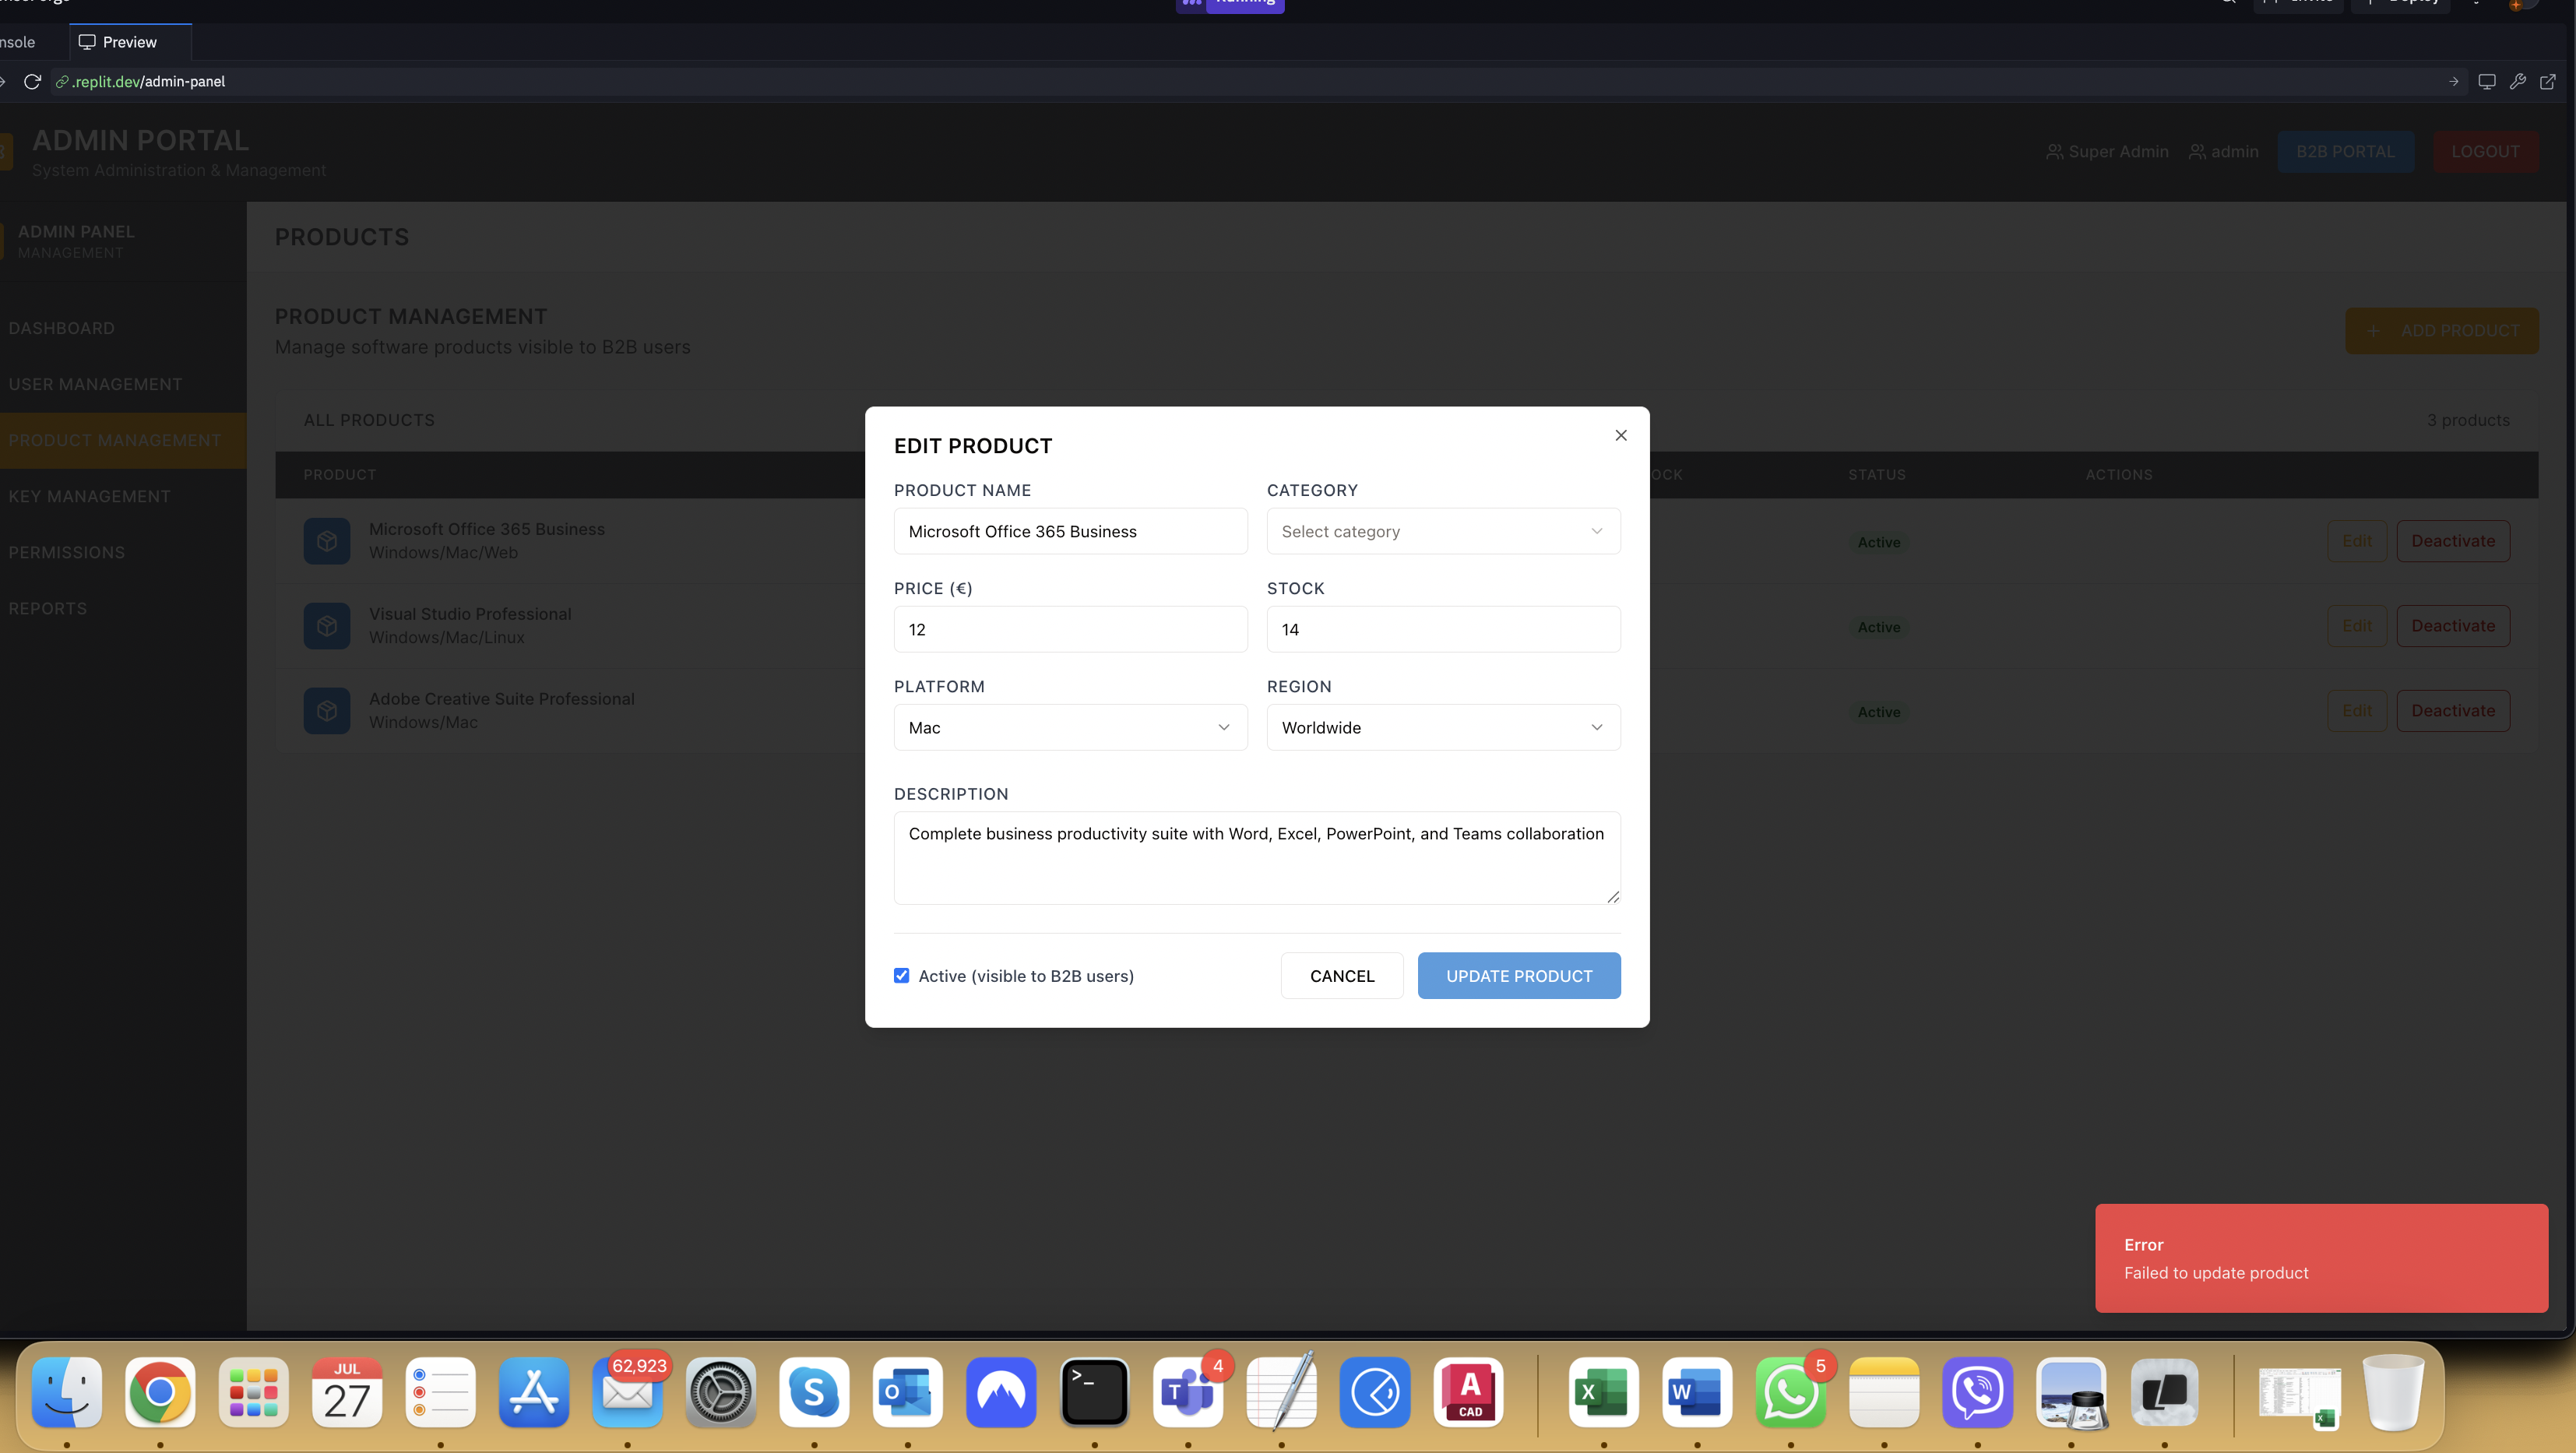 Preview
.replit.dev/admin-panel
ADMIN PORTAL
System Administration & Management
Super Admin
admin
B2B PORTAL
LOGOUT
ADMIN PANEL
MANAGEMENT
DASHBOARD
USER MANAGEMENT
PRODUCT MANAGEMENT
KEY MANAGEMENT
PERMISSIONS
REPORTS
PRODUCTS
PRODUCT MANAGEMENT
Manage software products visible to B2B users
+ ADD PRODUCT
ALL PRODUCTS
3 products
PRODUCT
OCK
STATUS
ACTIONS
Microsoft Office 365 Business
Windows/Mac/Web
Active
Edit
Deactivate
Visual Studio Professional
Windows/Mac/Linux
Active
Edit
Deactivate
Adobe Creative Suite Professional
Windows/Mac
Active
Edit
Deactivate
EDIT PRODUCT
PRODUCT NAME
Microsoft Office 365 Business
CATEGORY
Select category
PRICE (€)
12
STOCK
14
PLATFORM
Mac
REGION
Worldwide
DESCRIPTION
Complete business productivity suite with Word, Excel, PowerPoint, and Teams collaboration
Active (visible to B2B users)
CANCEL
UPDATE PRODUCT
Error
Failed to update product
JUL
27
62,923
S
O
>_
T
4
A
CAD
X
W
5